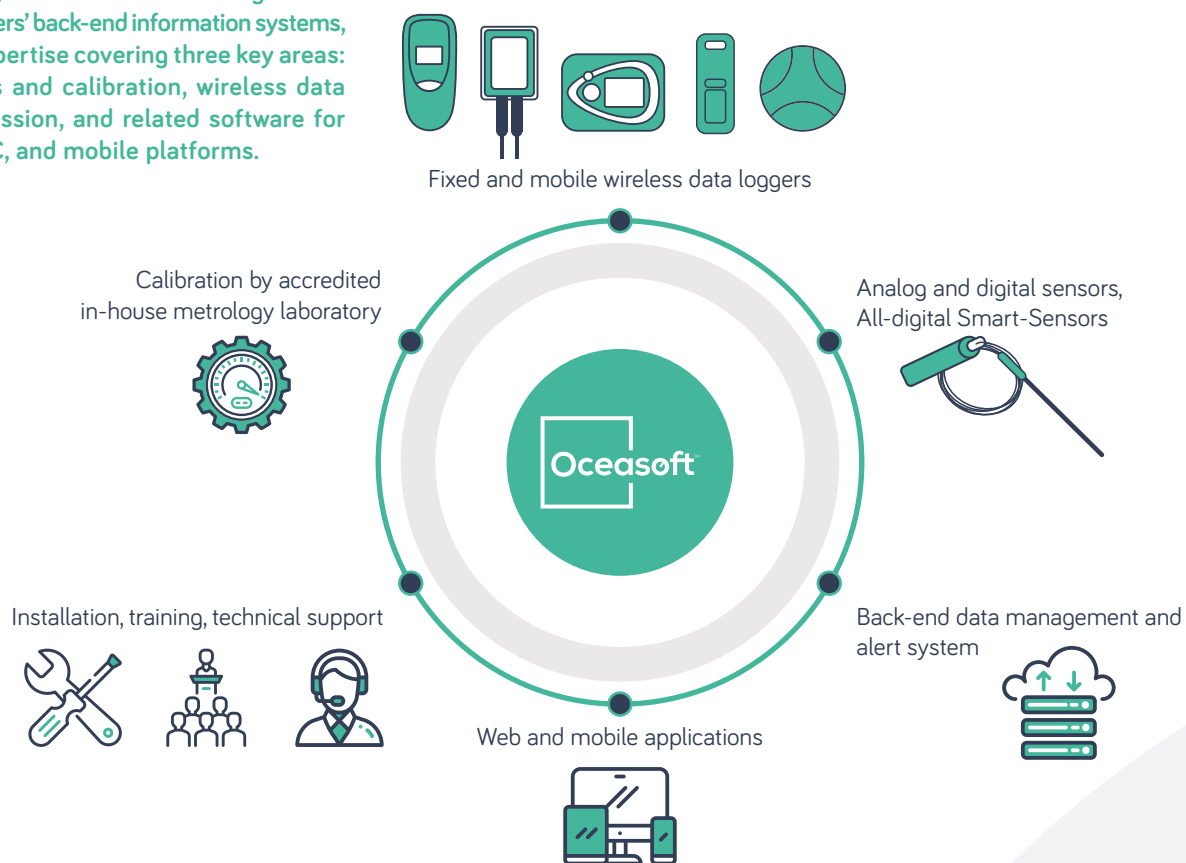 ers' back-end information systems,
pertise covering three key areas:
s and calibration, wireless data
ssion, and related software for
C, and mobile platforms.
Fixed and mobile wireless data loggers
Calibration by accredited
in-house metrology laboratory
Analog and digital sensors,
All-digital Smart-Sensors
Oceasoft™
Installation, training, technical support
Back-end data management and
alert system
Web and mobile applications